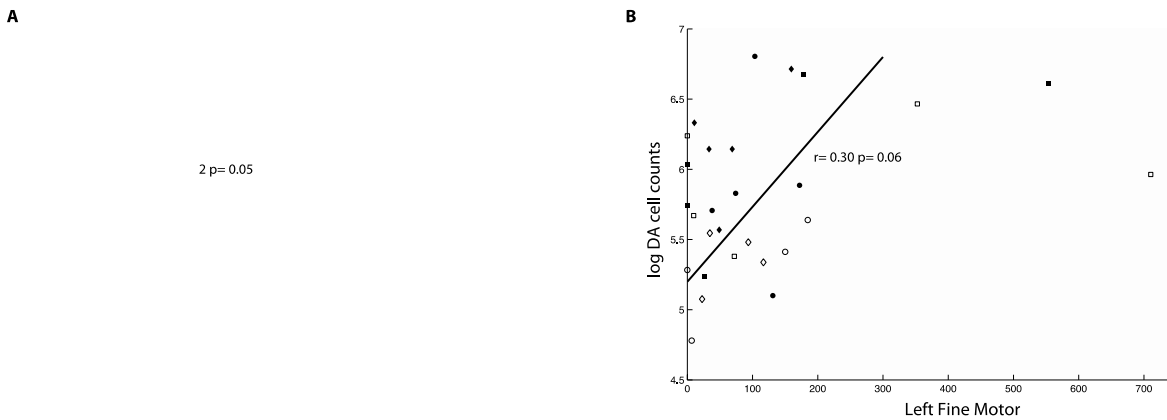 A
2 p= 0.05
B
log DA cell counts
7
6.5
6
5.5
5
4.5
r= 0.30 p= 0.06
0 100 200 300 400 500 600 700
Left Fine Motor